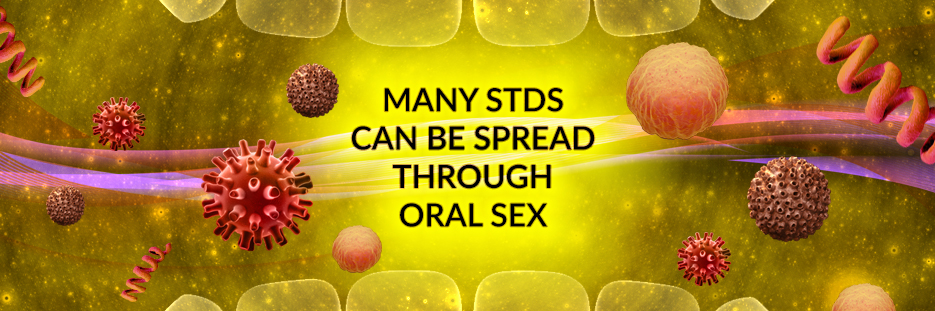 MANY STDS
CAN BE SPREAD
THROUGH
ORAL SEX